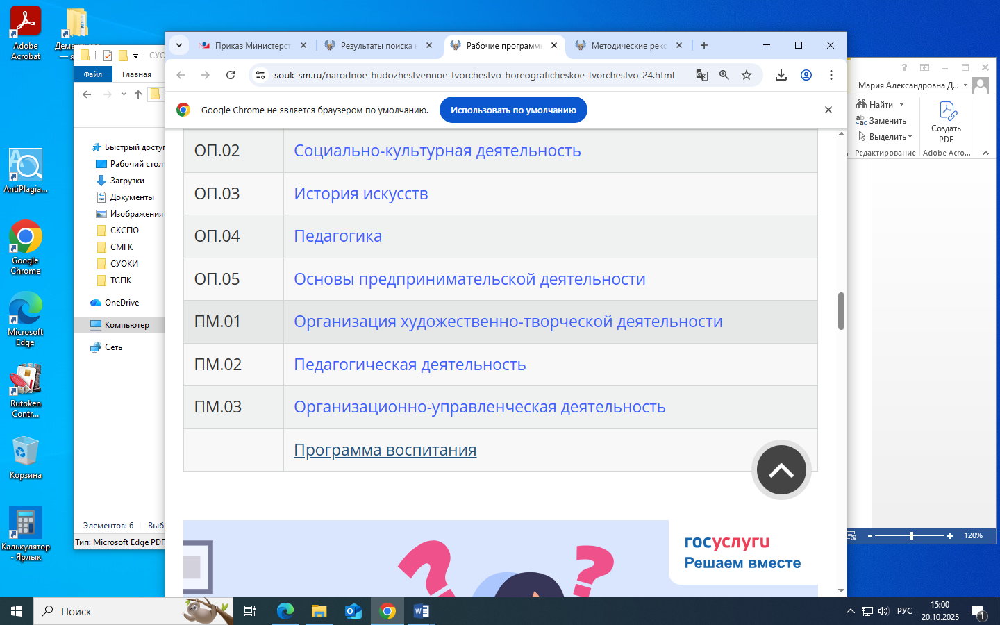 Adobe Acrobat
AntiPlagia...
Google Chrome
Microsoft Edge
Rutoken Contr...
Корзина
Калькулятор - Ярлык
Файл
Главная
Быстрый доступ
Рабочий стол
Загрузки
Документы
Изображения
СКСПО
СМГК
СУОКИ
ТСПК
OneDrive
Компьютер
Сеть
Элементов: 6
Тип: Microsoft Edge PDF
Приказ Министерст
Результаты поиска
Рабочие программы
Методические реко
souk-sm.ru/narodnoe-hudozhestvennoe-tvorchestvo-horeograficheskoe-tvorchestvo-24.html
Google Chrome не является браузером по умолчанию.
Использовать по умолчанию
ОП.02 Социально-культурная деятельность
ОП.03 История искусств
ОП.04 Педагогика
ОП.05 Основы предпринимательской деятельности
ПМ.01 Организация художественно-творческой деятельности
ПМ.02 Педагогическая деятельность
ПМ.03 Организационно-управленческая деятельность
Программа воспитания
? ?
госуслуги
Решаем вместе
Мария Александровна Д...
Найти
Заменить
Выделить
Редактирование
Создать PDF
Adobe Acro...
120%
Поиск
РУС
15:00
20.10.2025
1